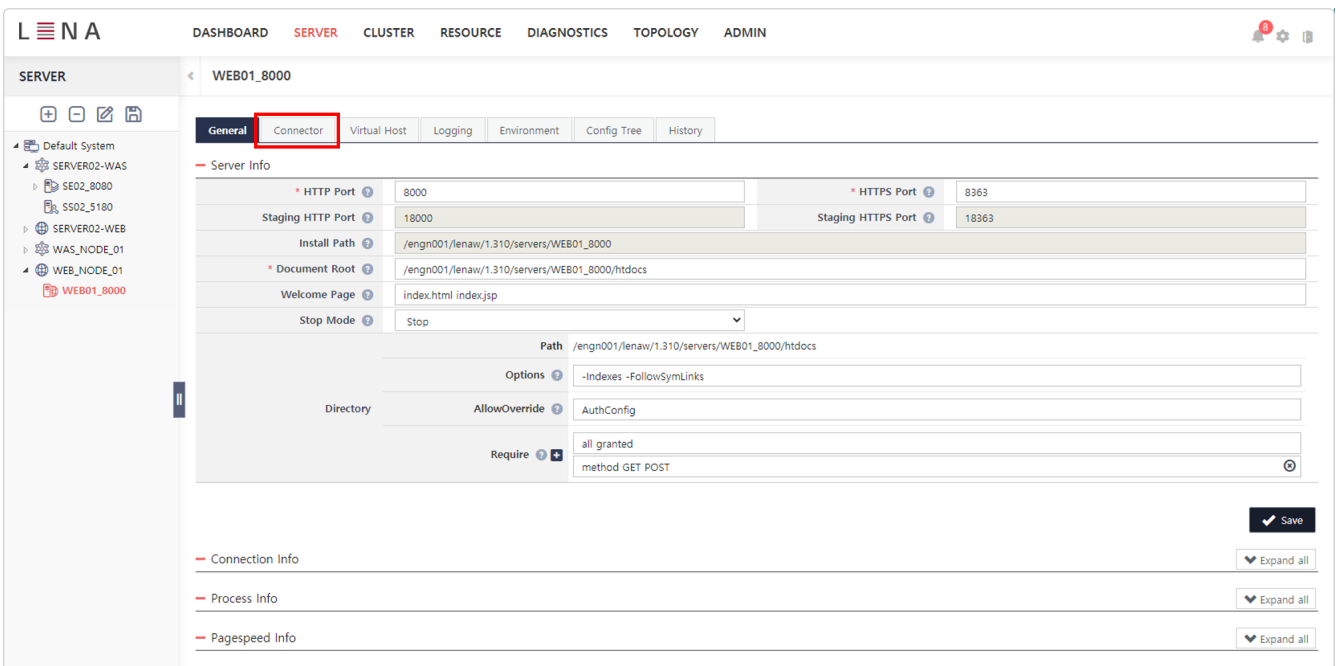 LENA DASHBOARD SERVER CLUSTER RESOURCE DIAGNOSTICS TOPOLOGY ADMIN 8
SERVER
WEB01_8000
Default System
SERVER02-WAS
SE02_8080
SS02_5180
SERVER02-WEB
WAS_NODE_01
WEB_NODE_01
WEB01_8000
General Connector Virtual Host Logging Environment Config Tree History
Server Info
* HTTP Port 8000 * HTTPS Port 8363
Staging HTTP Port 18000 Staging HTTPS Port 18363
Install Path /engn001/lenaw/1.310/servers/WEB01_8000
* Document Root /engn001/lenaw/1.310/servers/WEB01_8000/htdocs
Welcome Page index.html index.jsp
Stop Mode Stop
Directory
Path /engn001/lenaw/1.310/servers/WEB01_8000/htdocs
Options -Indexes -FollowSymLinks
AllowOverride AuthConfig
Require all granted
method GET POST
Save
Connection Info Expand all
Process Info Expand all
Pagespeed Info Expand all